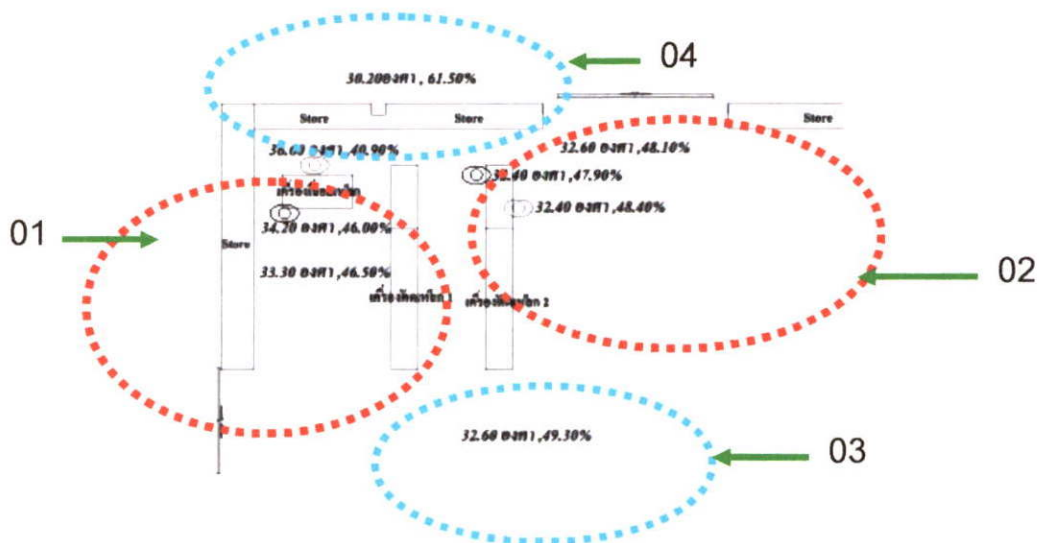 04
30.20องศา , 61.50%
Store
Store
Store
36.60 องศา ,40.90%
32.60 องศา ,48.10%
32.40 องศา ,47.90%
32.40 องศา ,48.40%
34.20 องศา ,46.00%
01
Store
33.30 องศา ,46.50%
02
32.60 องศา ,49.30%
03